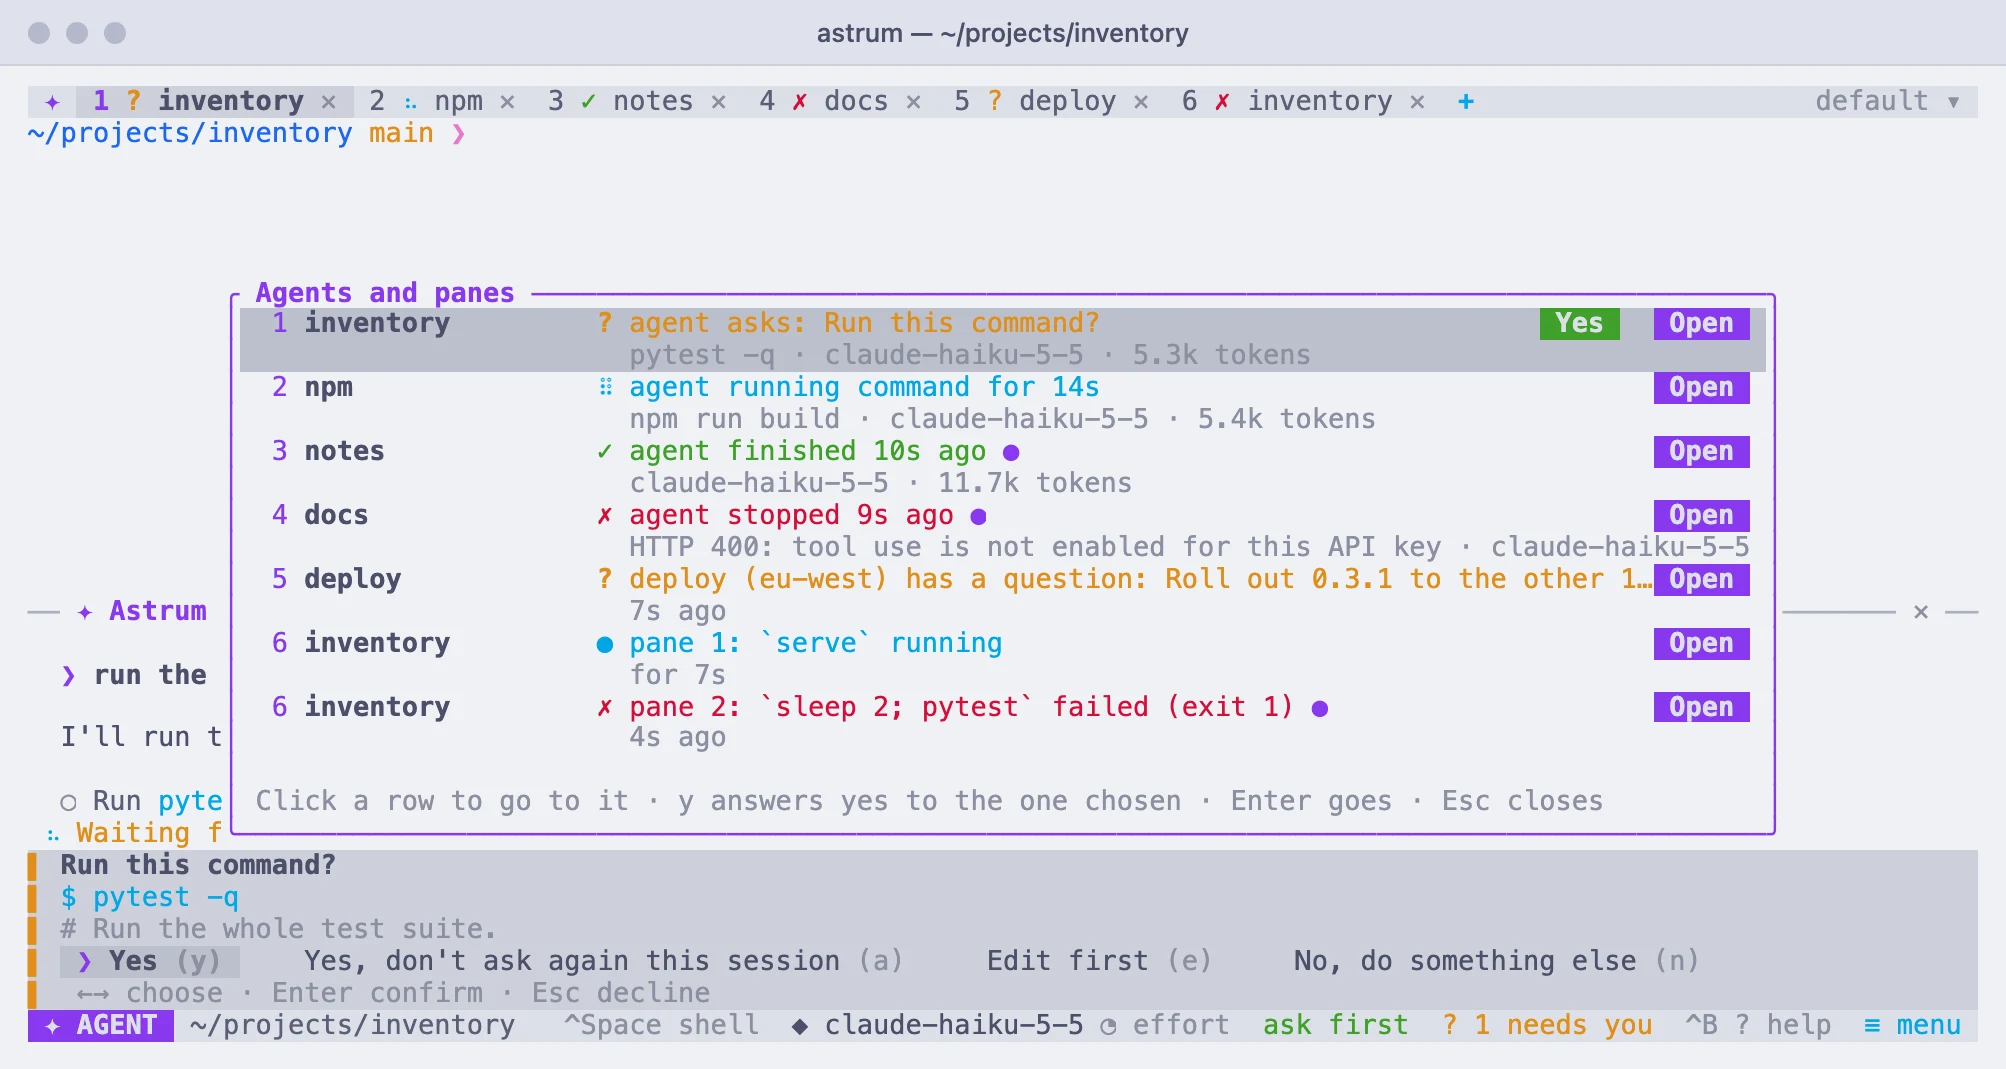 astrum — ~/projects/inventory
✦ 1 ? inventory × 2 npm × 3 ✓ notes × 4 ✗ docs × 5 ? deploy × 6 ✗ inventory × + default ▾
~/projects/inventory main ❯
Agents and panes
1 inventory ? agent asks: Run this command? Yes Open
pytest -q · claude-haiku-5-5 · 5.3k tokens
2 npm ⠿ agent running command for 14s Open
npm run build · claude-haiku-5-5 · 5.4k tokens
3 notes ✓ agent finished 10s ago ● Open
claude-haiku-5-5 · 11.7k tokens
4 docs ✗ agent stopped 9s ago ● Open
HTTP 400: tool use is not enabled for this API key · claude-haiku-5-5
5 deploy ? deploy (eu-west) has a question: Roll out 0.3.1 to the other 1… Open
7s ago
6 inventory ● pane 1: `serve` running Open
for 7s
6 inventory ✗ pane 2: `sleep 2; pytest` failed (exit 1) ● Open
4s ago
Click a row to go to it · y answers yes to the one chosen · Enter goes · Esc closes
✦ Astrum ×
❯ run the
I'll run t
○ Run pyte
Waiting f
Run this command?
$ pytest -q
# Run the whole test suite.
❯ Yes (y) Yes, don't ask again this session (a) Edit first (e) No, do something else (n)
←→ choose · Enter confirm · Esc decline
✦ AGENT ~/projects/inventory ^Space shell ◆ claude-haiku-5-5 ◔ effort ask first ? 1 needs you ^B ? help ≡ menu